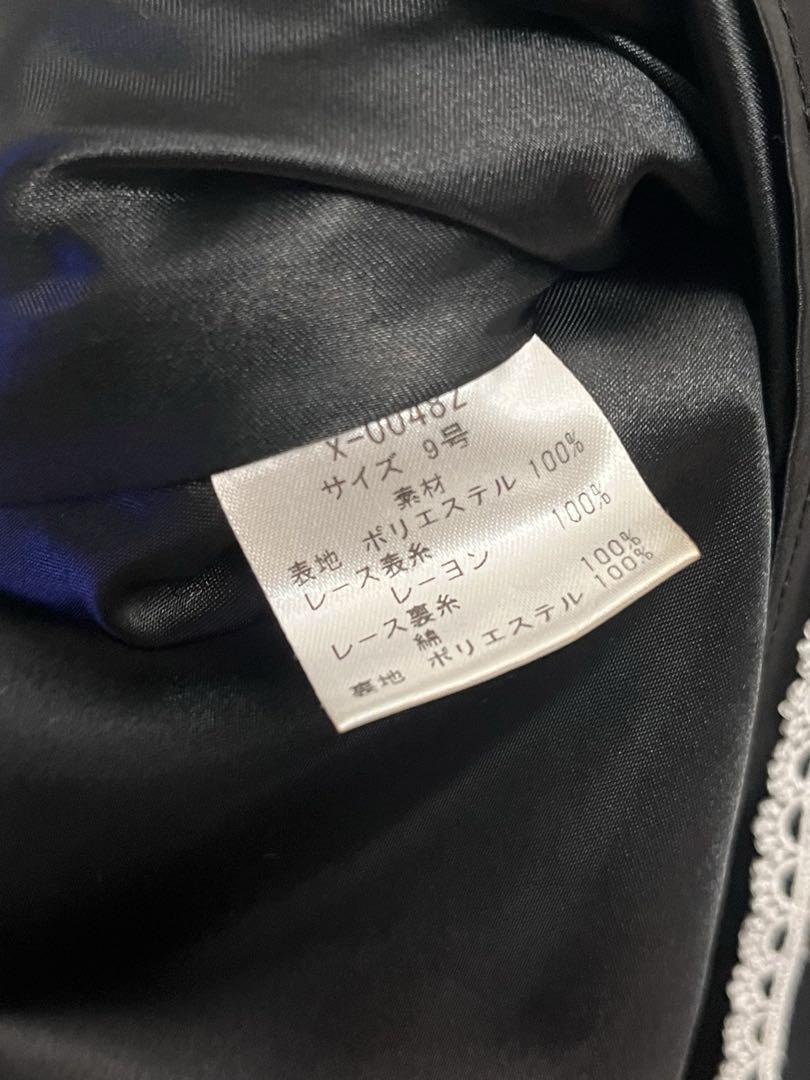 X-00482
サイズ 9号
素材
表地 ポリエステル 100%
レース表糸 100%
レーヨン
レース裏糸 100%
綿
裏地 ポリエステル 100%